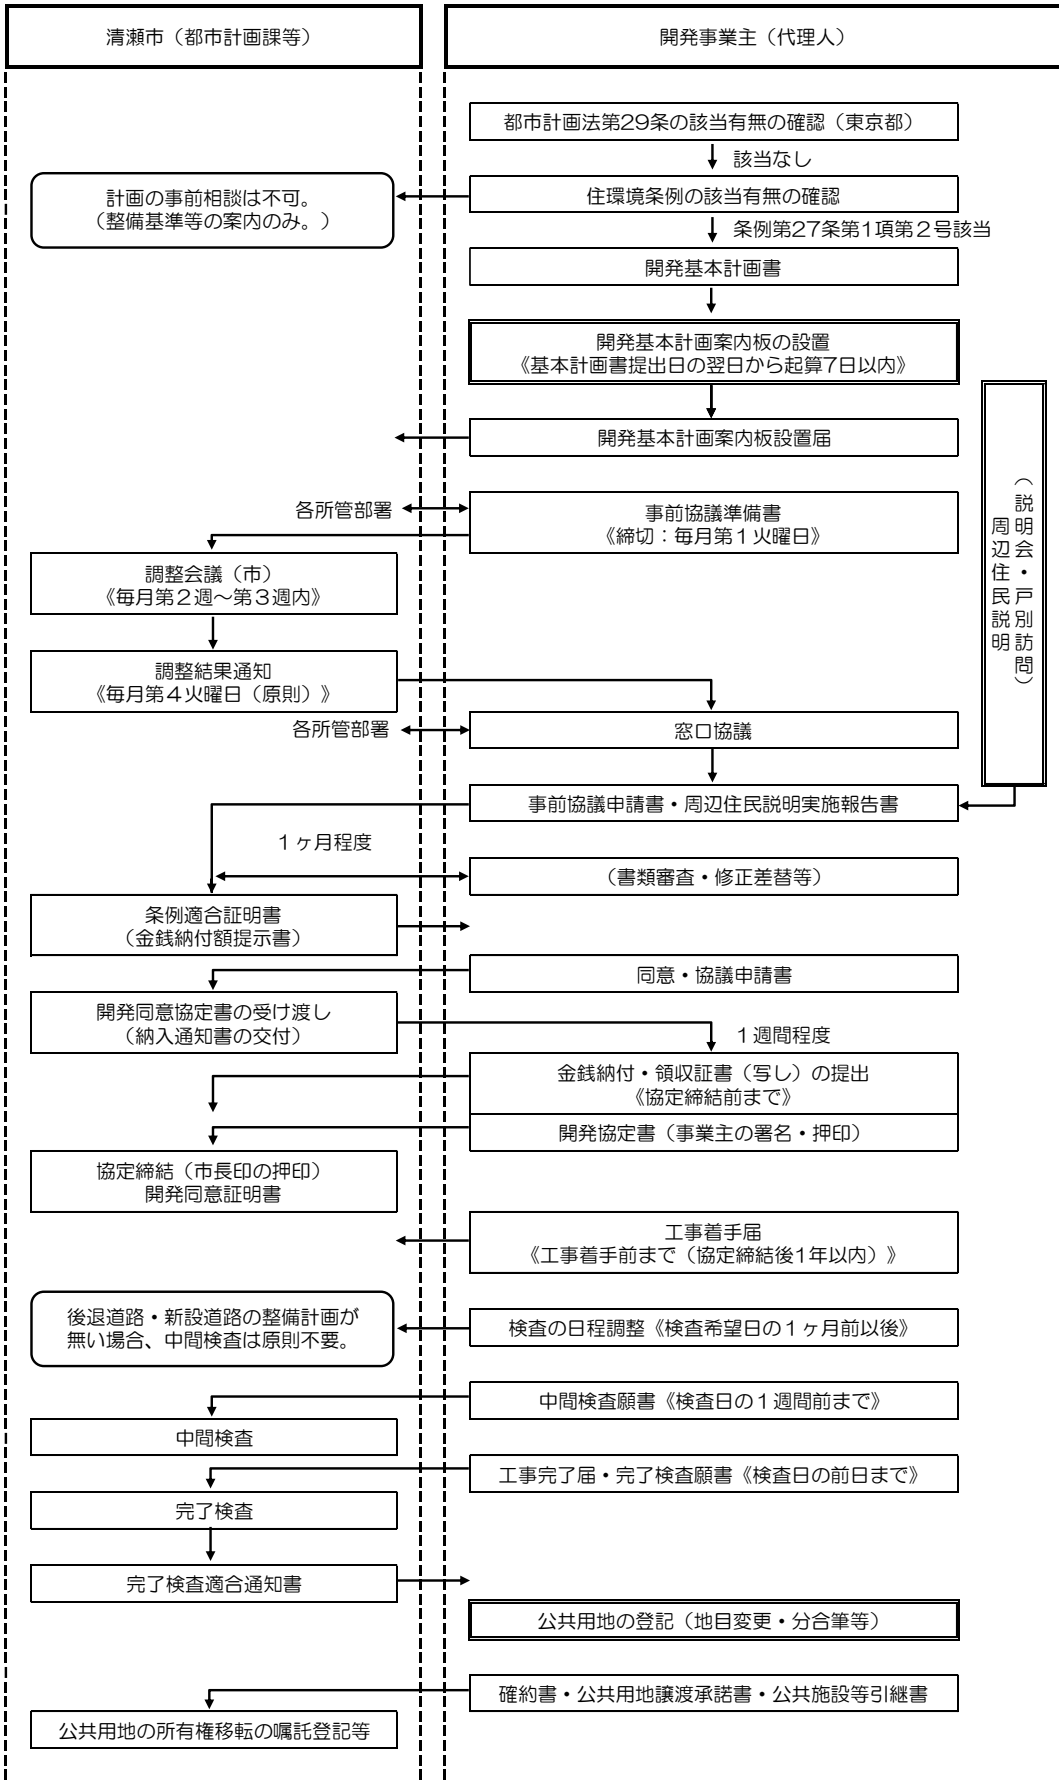 清瀬市（都市計画課等）
開発事業主（代理人）
都市計画法第29条の該当有無の確認（東京都）
該当なし
計画の事前相談は不可。
（整備基準等の案内のみ。）
住環境条例の該当有無の確認
条例第27条第1項第２号該当
開発基本計画書
開発基本計画案内板の設置
《基本計画書提出日の翌日から起算7日以内》
開発基本計画案内板設置届
周辺住民説明
（説明会・戸別訪問）
各所管部署
事前協議準備書
《締切：毎月第１火曜日》
調整会議（市）
《毎月第２週～第３週内》
調整結果通知
《毎月第４火曜日（原則）》
各所管部署
窓口協議
事前協議申請書・周辺住民説明実施報告書
１ヶ月程度
（書類審査・修正差替等）
条例適合証明書
（金銭納付額提示書）
同意・協議申請書
開発同意協定書の受け渡し
（納入通知書の交付）
１週間程度
金銭納付・領収証書（写し）の提出
《協定締結前まで》
開発協定書（事業主の署名・押印）
協定締結（市長印の押印）
開発同意証明書
工事着手届
《工事着手前まで（協定締結後1年以内）》
後退道路・新設道路の整備計画が
無い場合、中間検査は原則不要。
検査の日程調整《検査希望日の１ヶ月前以後》
中間検査願書《検査日の１週間前まで》
中間検査
工事完了届・完了検査願書《検査日の前日まで》
完了検査
完了検査適合通知書
公共用地の登記（地目変更・分合筆等）
確約書・公共用地譲渡承諾書・公共施設等引継書
公共用地の所有権移転の嘱託登記等